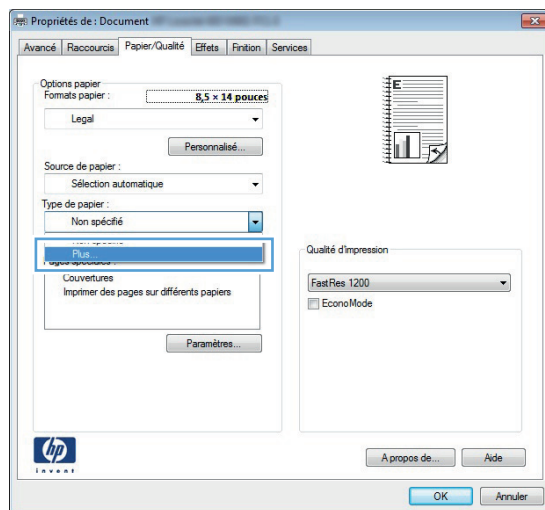 Propriétés de : Document
Avancé Raccourcis Papier/Qualité Effets Finition Services
Options papier
Formats papier :
8,5 × 14 pouces
Legal
Personnalisé...
Source de papier :
Sélection automatique
Type de papier :
Non spécifié
Plus...
Couvertures
Imprimer des pages sur différents papiers
Paramètres...
E
Qualité d'impression
FastRes 1200
EconoMode
hp
invent
A propos de...
Aide
OK
Annuler